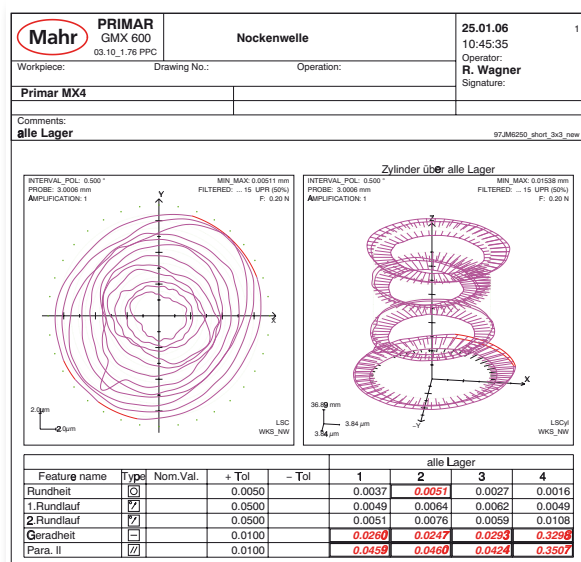 Mahr
PRIMAR
GMX 600
03.10_1.76 PPC
Nockenwelle
25.01.06 1
10:45:35
Operator:
R. Wagner
Signature:
Workpiece: Drawing No.: Operation:
Primar MX4
Comments:
alle Lager
97JM6250_short_3x3_new
INTERVAL_POL: 0.500 ° MIN_MAX: 0.00511 mm
PROBE: 3.0006 mm FILTERED: ... 15 UPR (50%)
AMPLIFICATION: 1 F: 0.20 N
Y
X
2.0µm
2.0µm
LSC
WKS_NW
Zylinder über alle Lager
INTERVAL_POL: 0.500 ° MIN_MAX: 0.01538 mm
PROBE: 3.0006 mm FILTERED: ... 15 UPR (50%)
AMPLIFICATION: 1 F: 0.20 N
Z
X
-Y
36.89 mm
3.84 µm
3.84 µm
LSCyl
WKS_NW
alle Lager
Feature name Type Nom.Val. + Tol − Tol 1 2 3 4
Rundheit 0.0050 0.0037 0.0051 0.0027 0.0016
1.Rundlauf 0.0500 0.0049 0.0064 0.0062 0.0049
2.Rundlauf 0.0500 0.0051 0.0076 0.0059 0.0108
Geradheit 0.0100 0.0260 0.0247 0.0293 0.3298
Para. II 0.0100 0.0459 0.0460 0.0424 0.3507